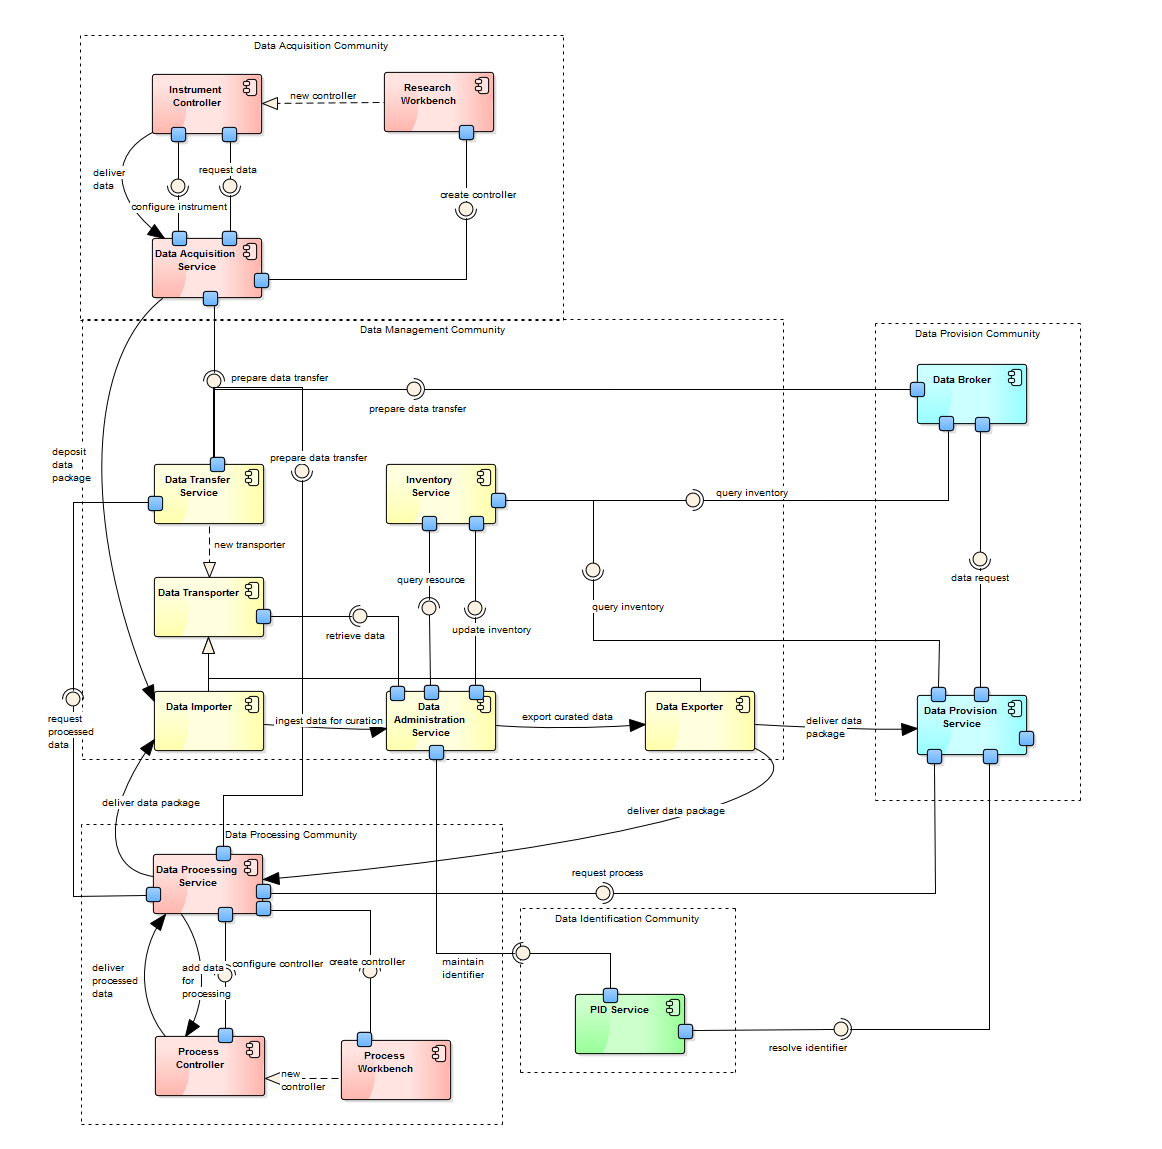 Data Acquisition Community
Instrument
Controller
new controller
Research
Workbench
deliver
data
request data
configure instrument
create controller
Data Acquisition
Service
Data Management Community
Data Provision Community
prepare data transfer
prepare data transfer
Data Broker
deposit
data
package
prepare data transfer
Data Transfer
Service
Inventory
Service
query inventory
new transporter
query resource
data request
Data Transporter
query inventory
retrieve data
update inventory
Data Importer
Data
Administration
Service
Data Exporter
Data Provision
Service
ingest data for curation
export curated data
deliver data
package
request
processed
data
deliver data package
deliver data package
Data Processing Community
Data Processing
Service
request process
Data Identification Community
deliver
processed
data
add data
for
processing
configure controller
create controller
maintain
identifier
PID Service
resolve identifier
Process
Controller
new
controller
Process
Workbench